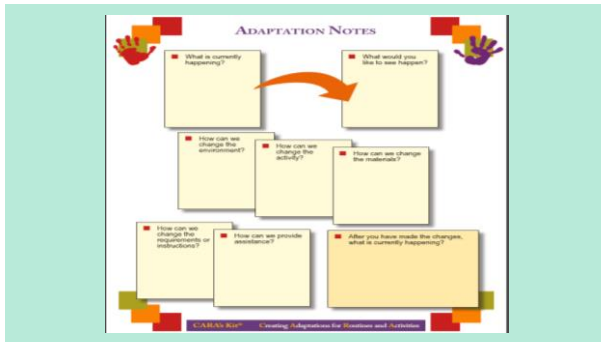 ADAPTATION NOTES
What is currently
happening?
What would you
like to see happen?
How can we
change the
environment?
How can we
change the
activity?
How can we change
the materials?
How can we
change the
requirements or
instructions?
How can we provide
assistance?
After you have made the changes,
what is currently happening?
CARA's Kit® Creating Adaptations for Routines and Activities